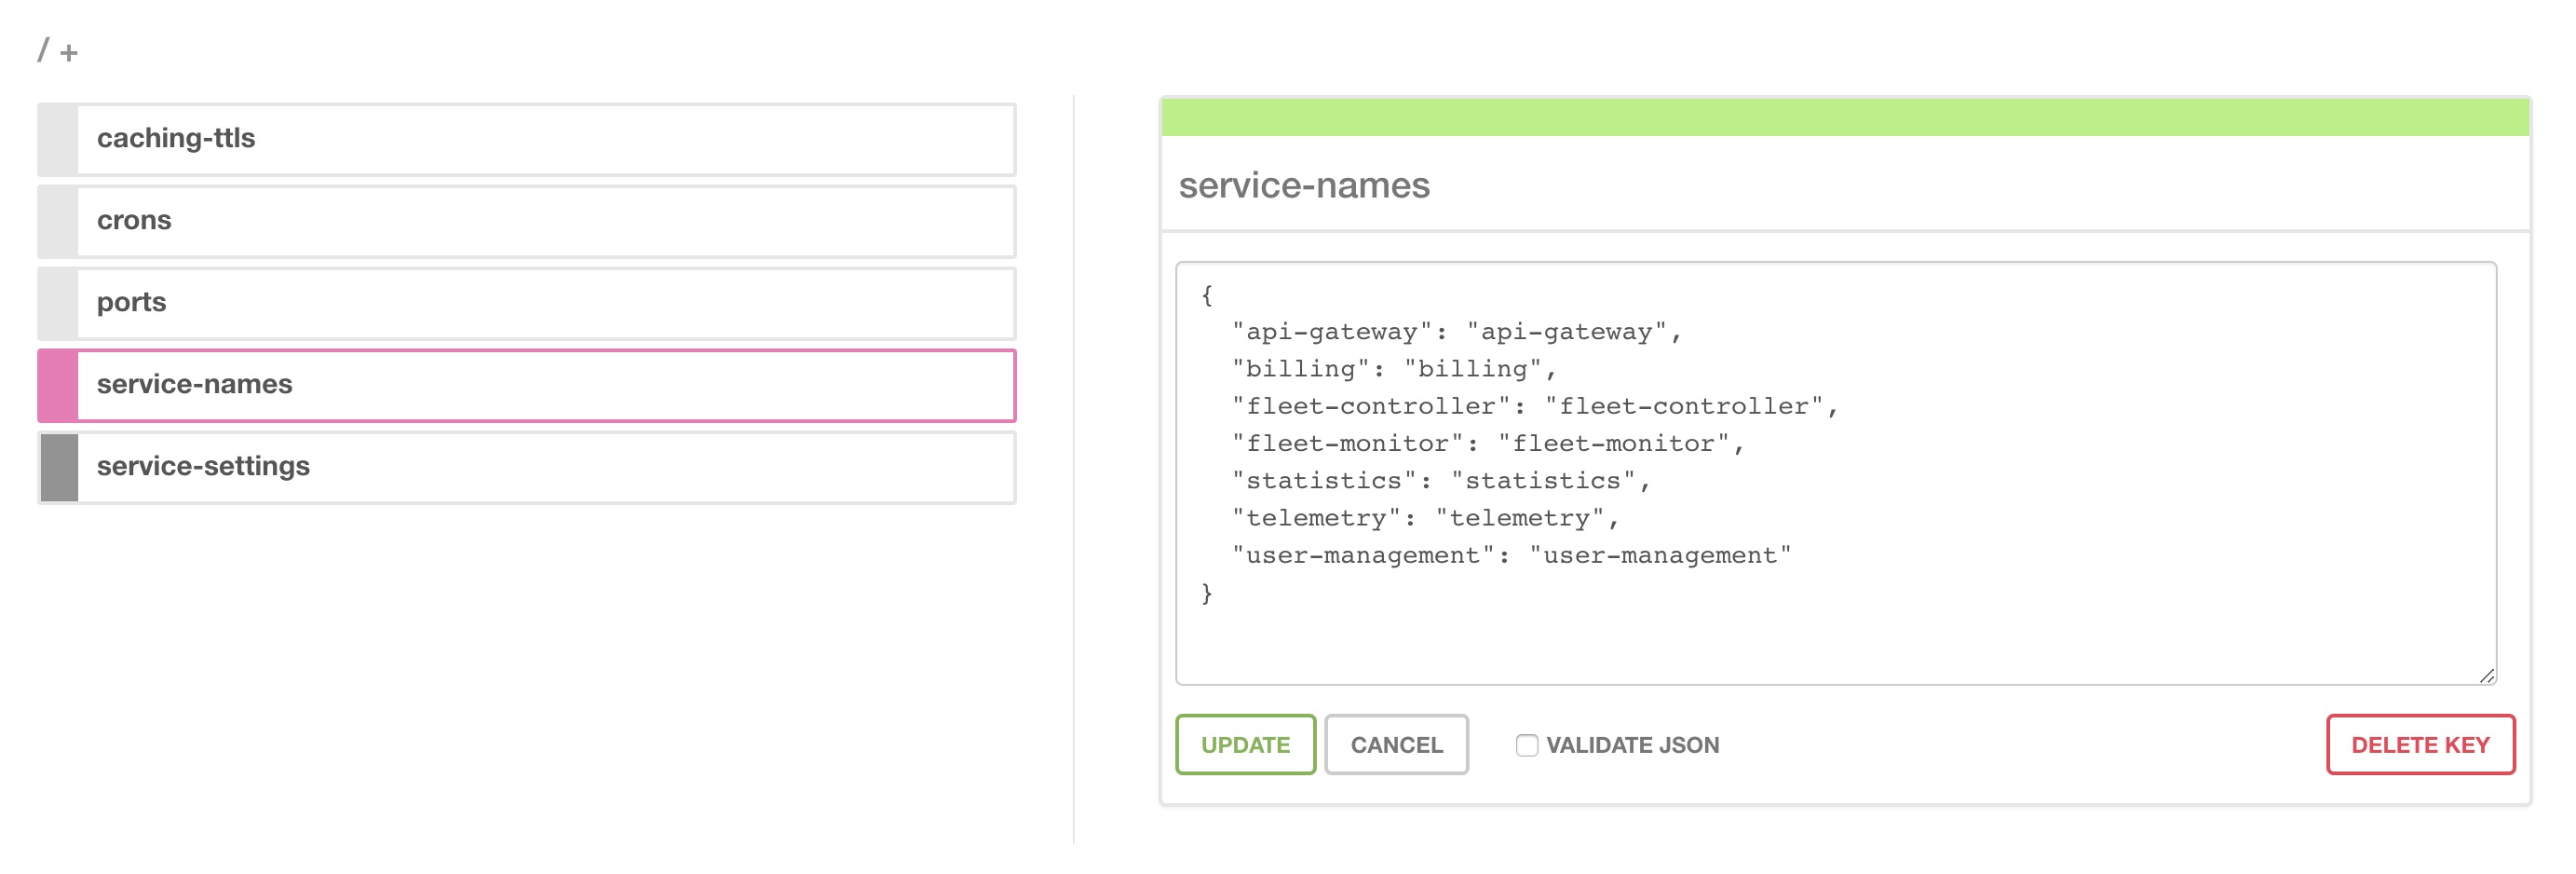 / +
caching-ttls
crons
ports
service-names
service-settings
service-names
{
  "api-gateway": "api-gateway",
  "billing": "billing",
  "fleet-controller": "fleet-controller",
  "fleet-monitor": "fleet-monitor",
  "statistics": "statistics",
  "telemetry": "telemetry",
  "user-management": "user-management"
}
UPDATE CANCEL VALIDATE JSON DELETE KEY